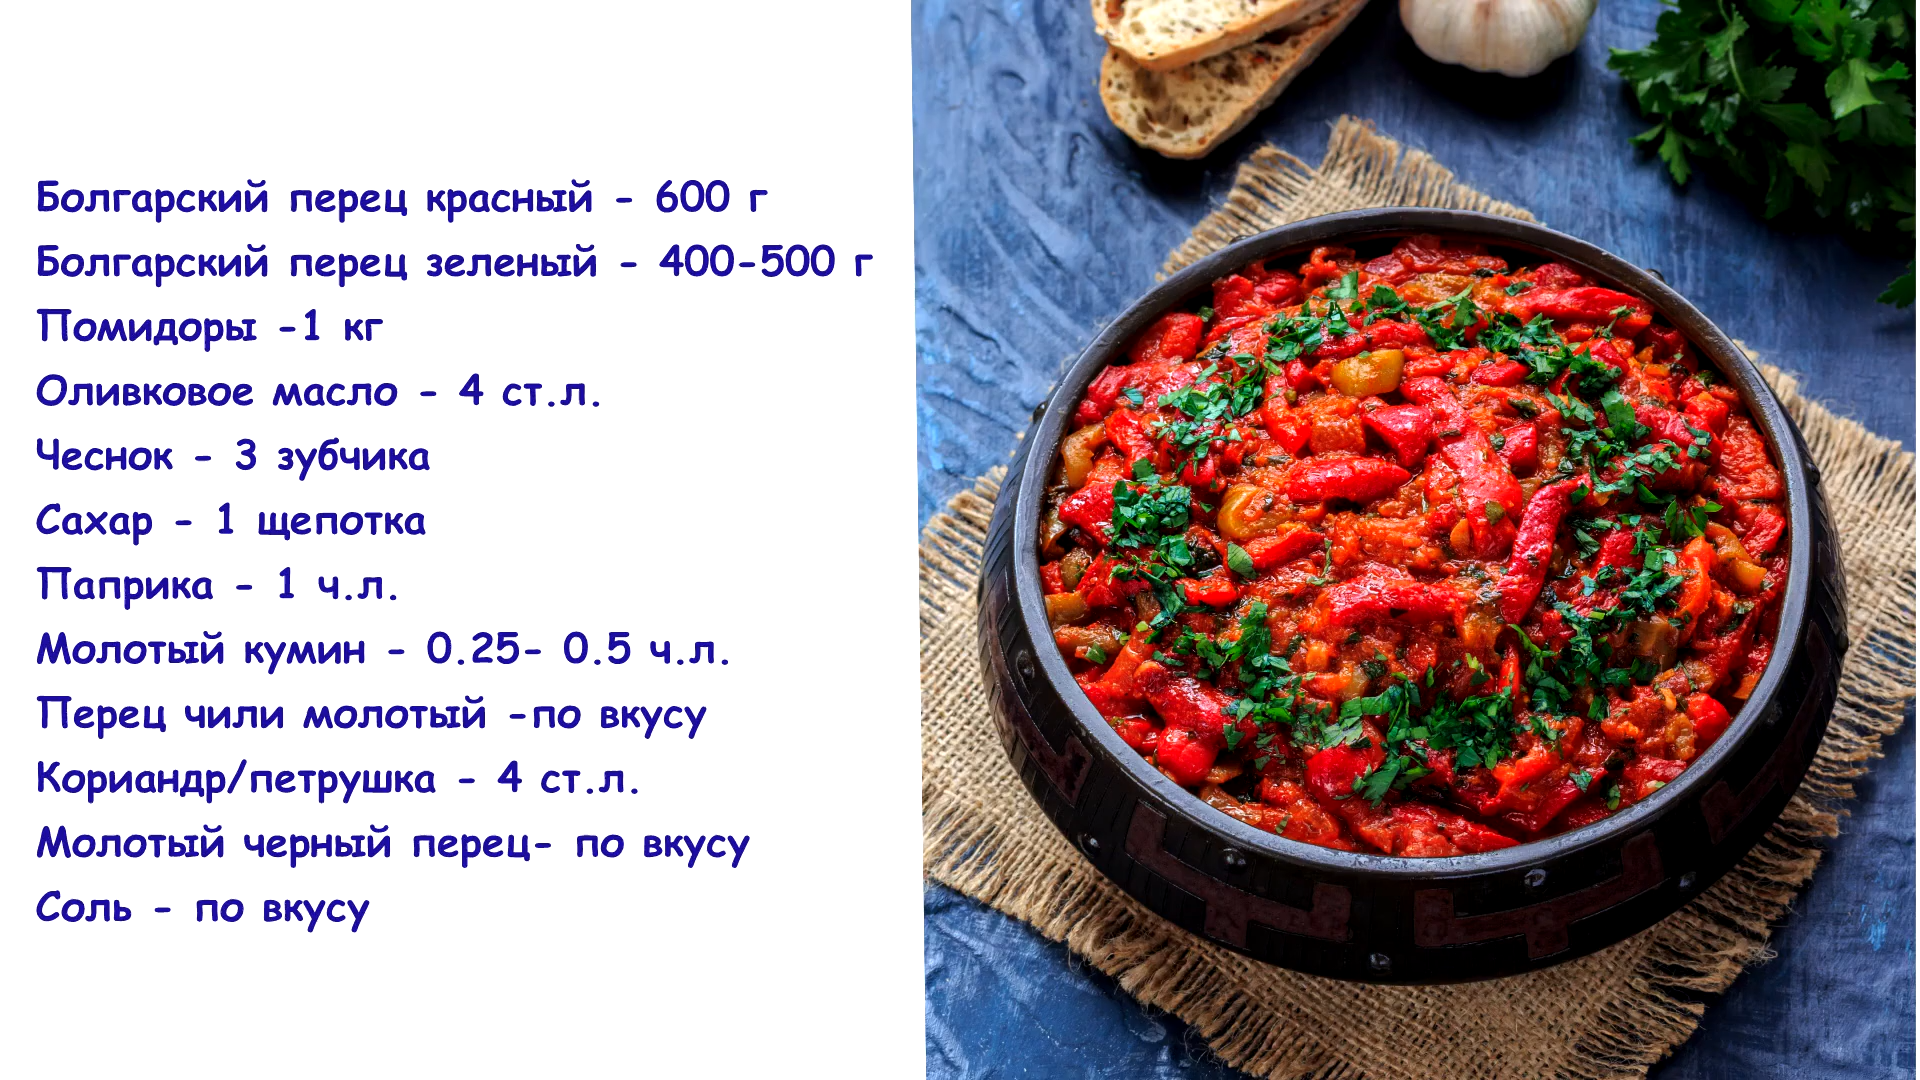 Болгарский перец красный - 600 г
Болгарский перец зеленый - 400-500 г
Помидоры -1 кг
Оливковое масло - 4 ст.л.
Чеснок - 3 зубчика
Сахар - 1 щепотка
Паприка - 1 ч.л.
Молотый кумин - 0.25- 0.5 ч.л.
Перец чили молотый -по вкусу
Кориандр/петрушка - 4 ст.л.
Молотый черный перец- по вкусу
Соль - по вкусу